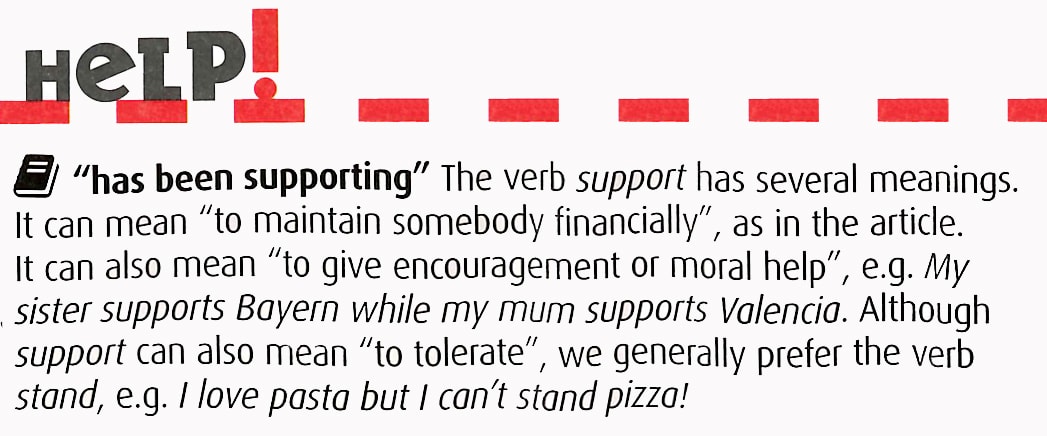 HeLP!
"has been supporting" The verb support has several meanings.
It can mean "to maintain somebody financially", as in the article.
It can also mean "to give encouragement or moral help", e.g. My
sister supports Bayern while my mum supports Valencia. Although
support can also mean "to tolerate", we generally prefer the verb
stand, e.g. I love pasta but I can't stand pizza!